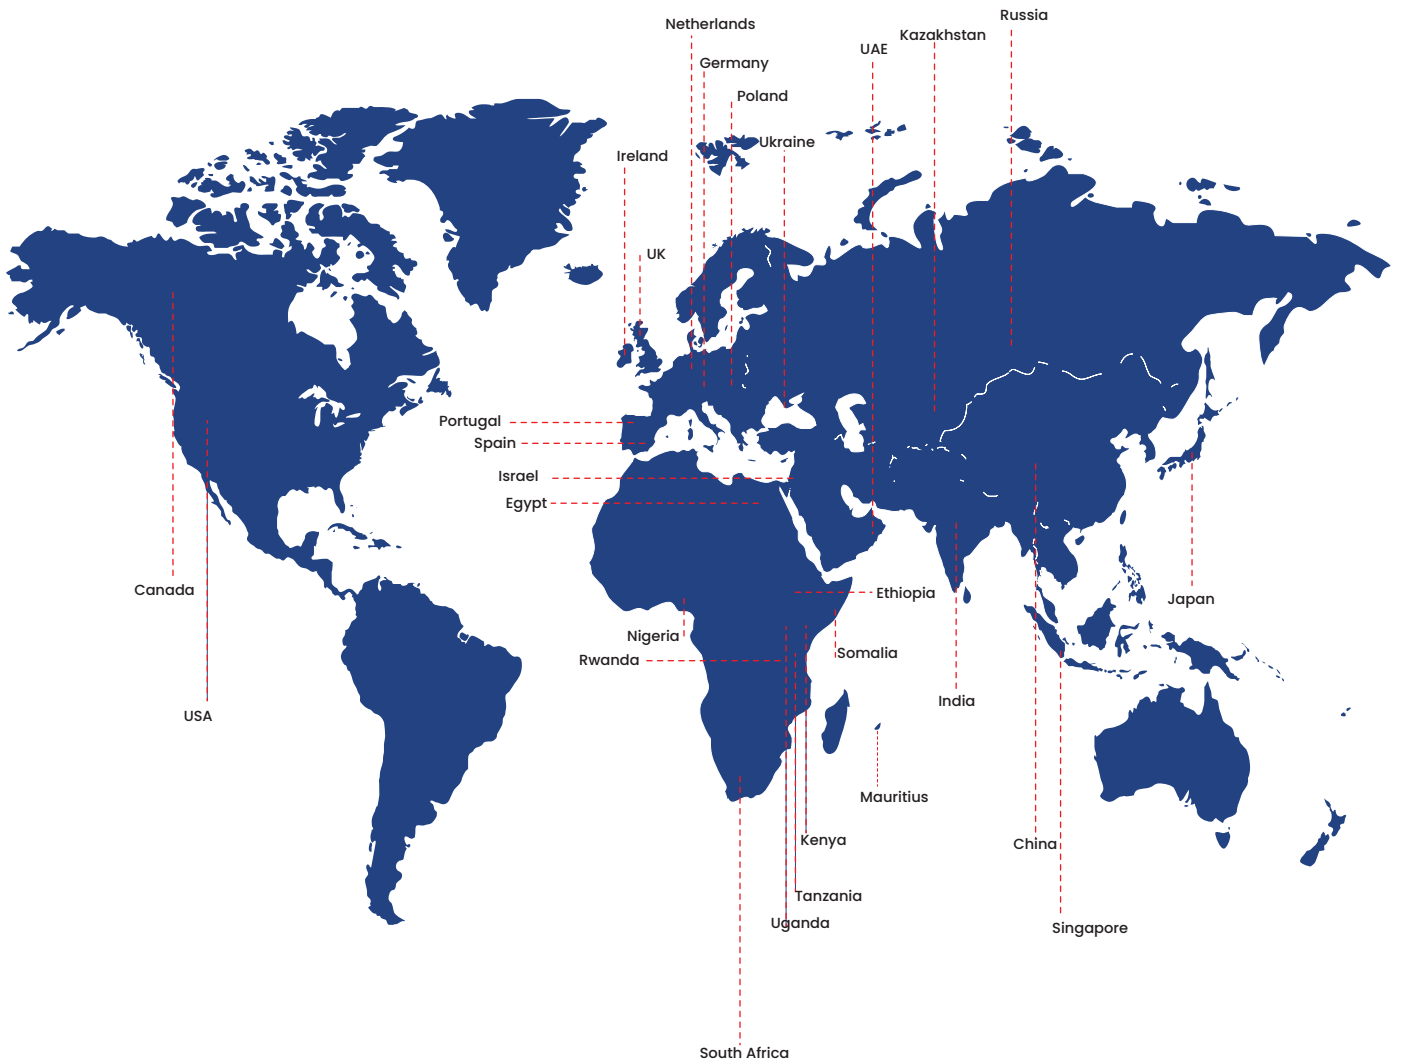 Russia
Netherlands
Kazakhstan
UAE
Germany
Poland
Ukraine
Ireland
UK
Portugal
Spain
Israel
Egypt
Canada
Ethiopia
Japan
Nigeria
Somalia
Rwanda
India
USA
Mauritius
Kenya
China
Tanzania
Uganda
Singapore
South Africa